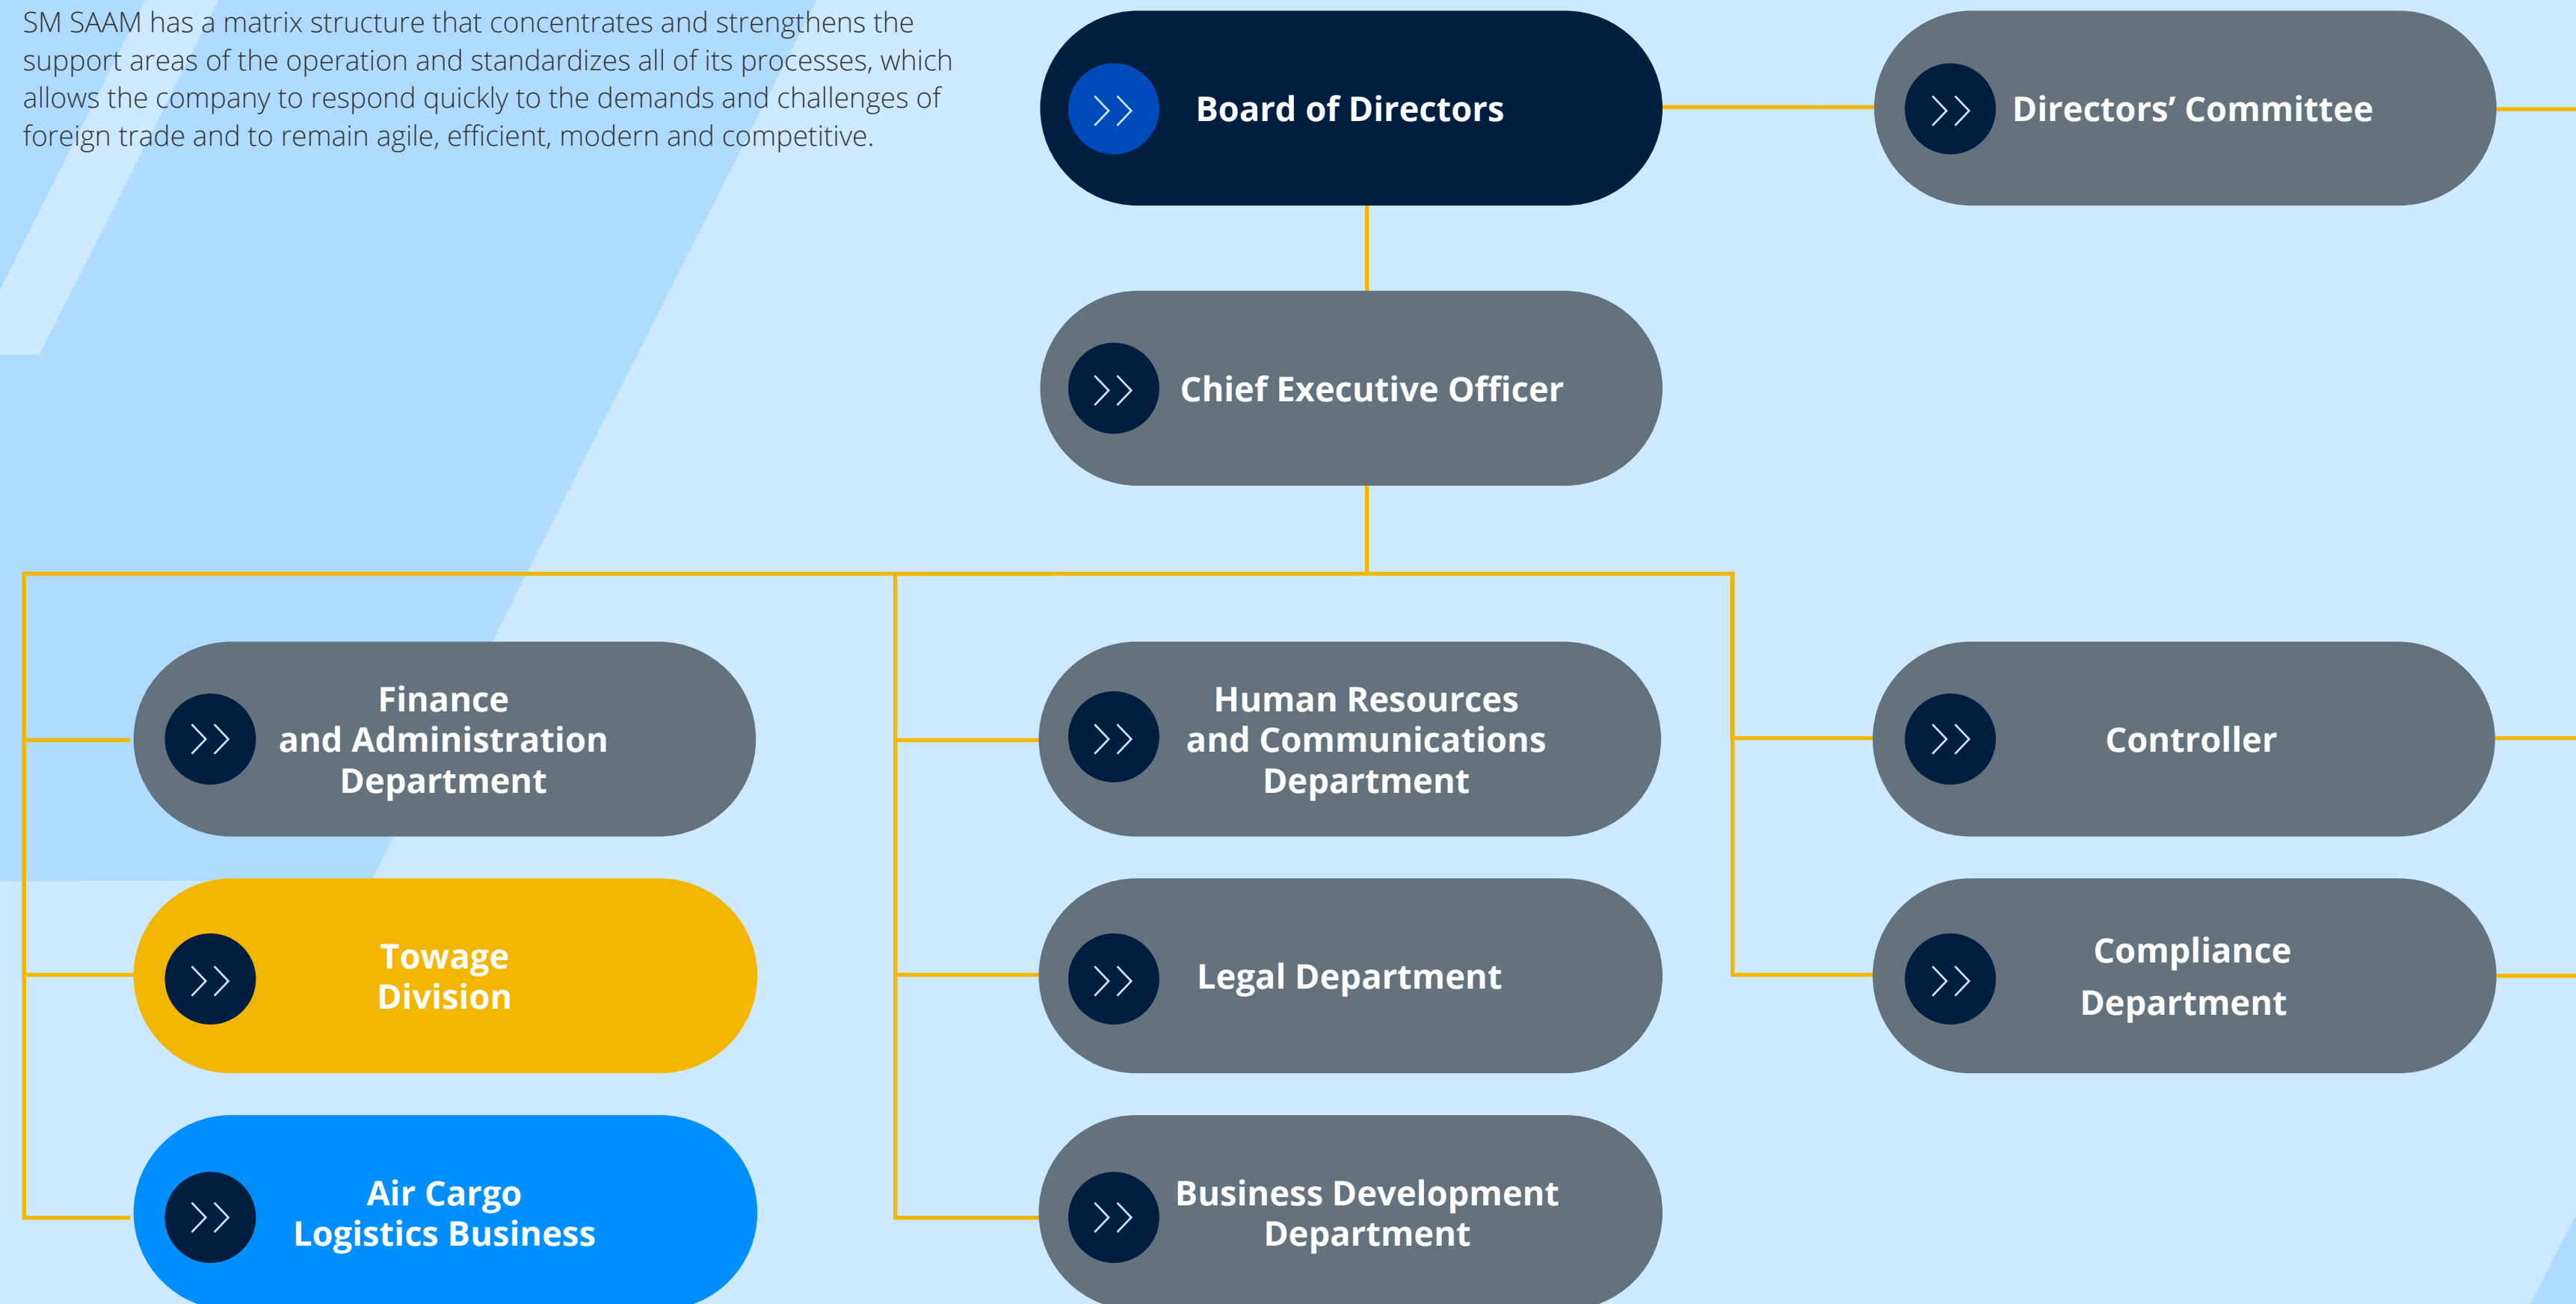 SM SAAM has a matrix structure that concentrates and strengthens the
support areas of the operation and standardizes all of its processes, which
allows the company to respond quickly to the demands and challenges of
foreign trade and to remain agile, efficient, modern and competitive.
Board of Directors
Directors’ Committee
Chief Executive Officer
Finance
and Administration
Department
Human Resources
and Communications
Department
Controller
Towage
Division
Legal Department
Compliance
Department
Air Cargo
Logistics Business
Business Development
Department